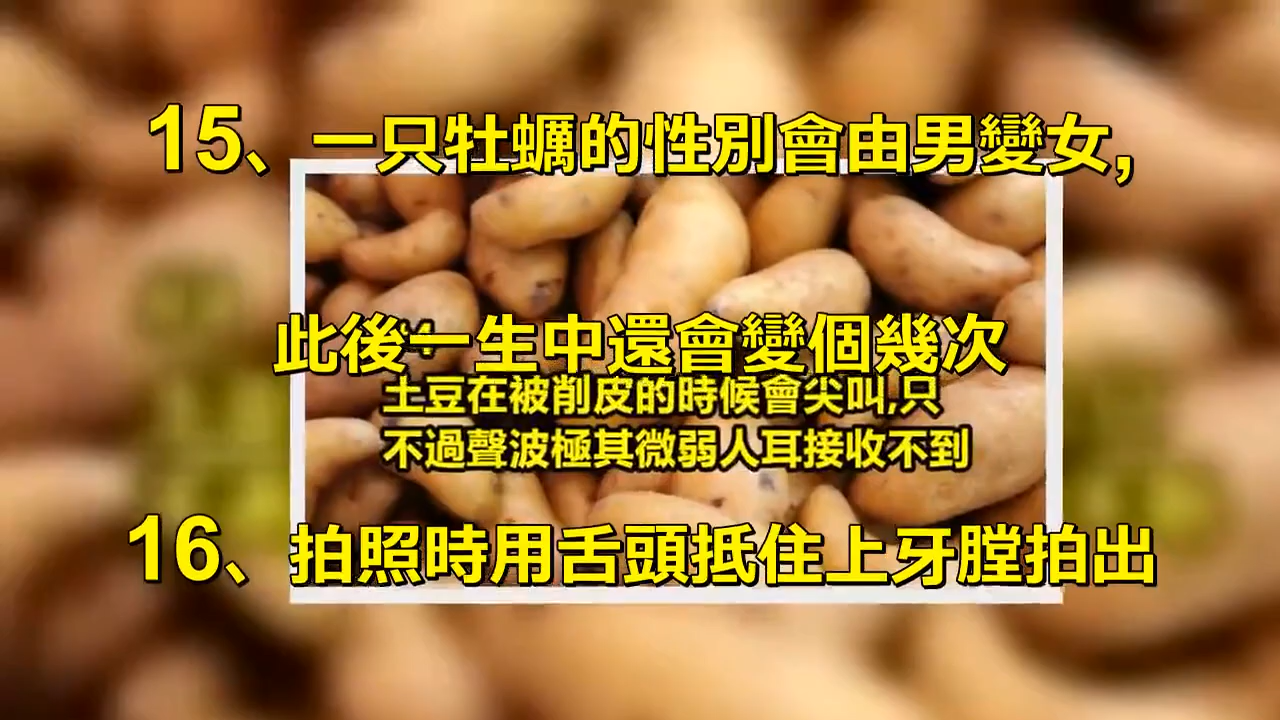 15、一只牡蠣的性別會由男變女,
此後一生中還會變個幾次
土豆在被削皮的時候會尖叫,只
不過聲波極其微弱人耳接收不到
16、拍照時用舌頭抵住上牙膛拍出